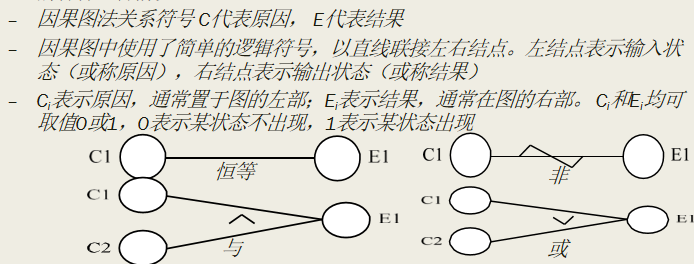 – 因果图法关系符号C代表原因，E代表结果
– 因果图中使用了简单的逻辑符号，以直线联接左右结点。左结点表示输入状
态（或称原因），右结点表示输出状态（或称结果）
– Ci表示原因，通常置于图的左部；Ei表示结果，通常在图的右部。Ci和Ei均可
取值0或1，0表示某状态不出现，1表示某状态出现
C1 恒等 E1
C1 非 E1
C1
C2 与 E1
C1
C2 或 E1